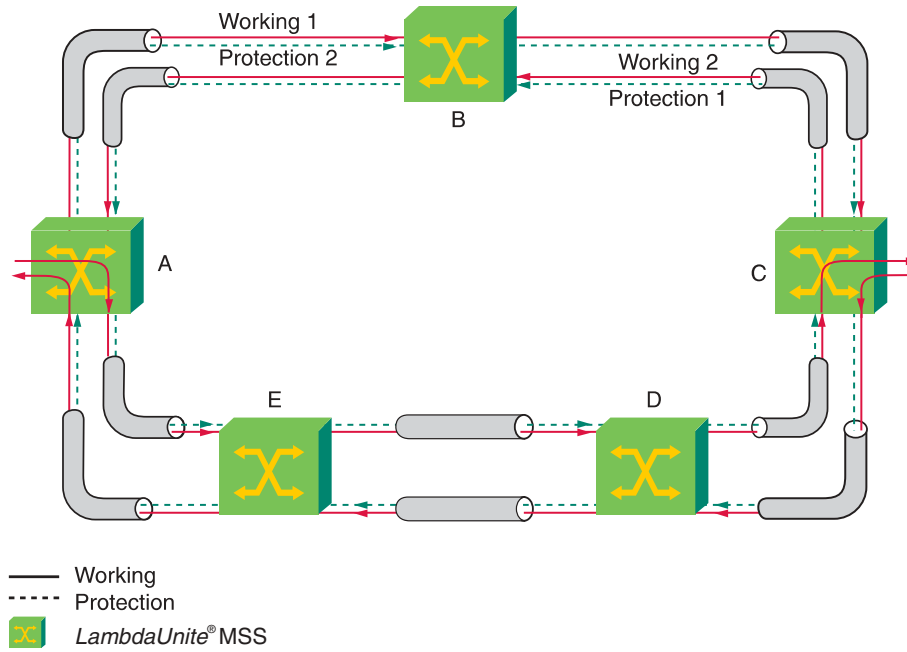 Working 1
Protection 2
Working 2
Protection 1
B
A
C
E
D
Working
Protection
LambdaUnite® MSS